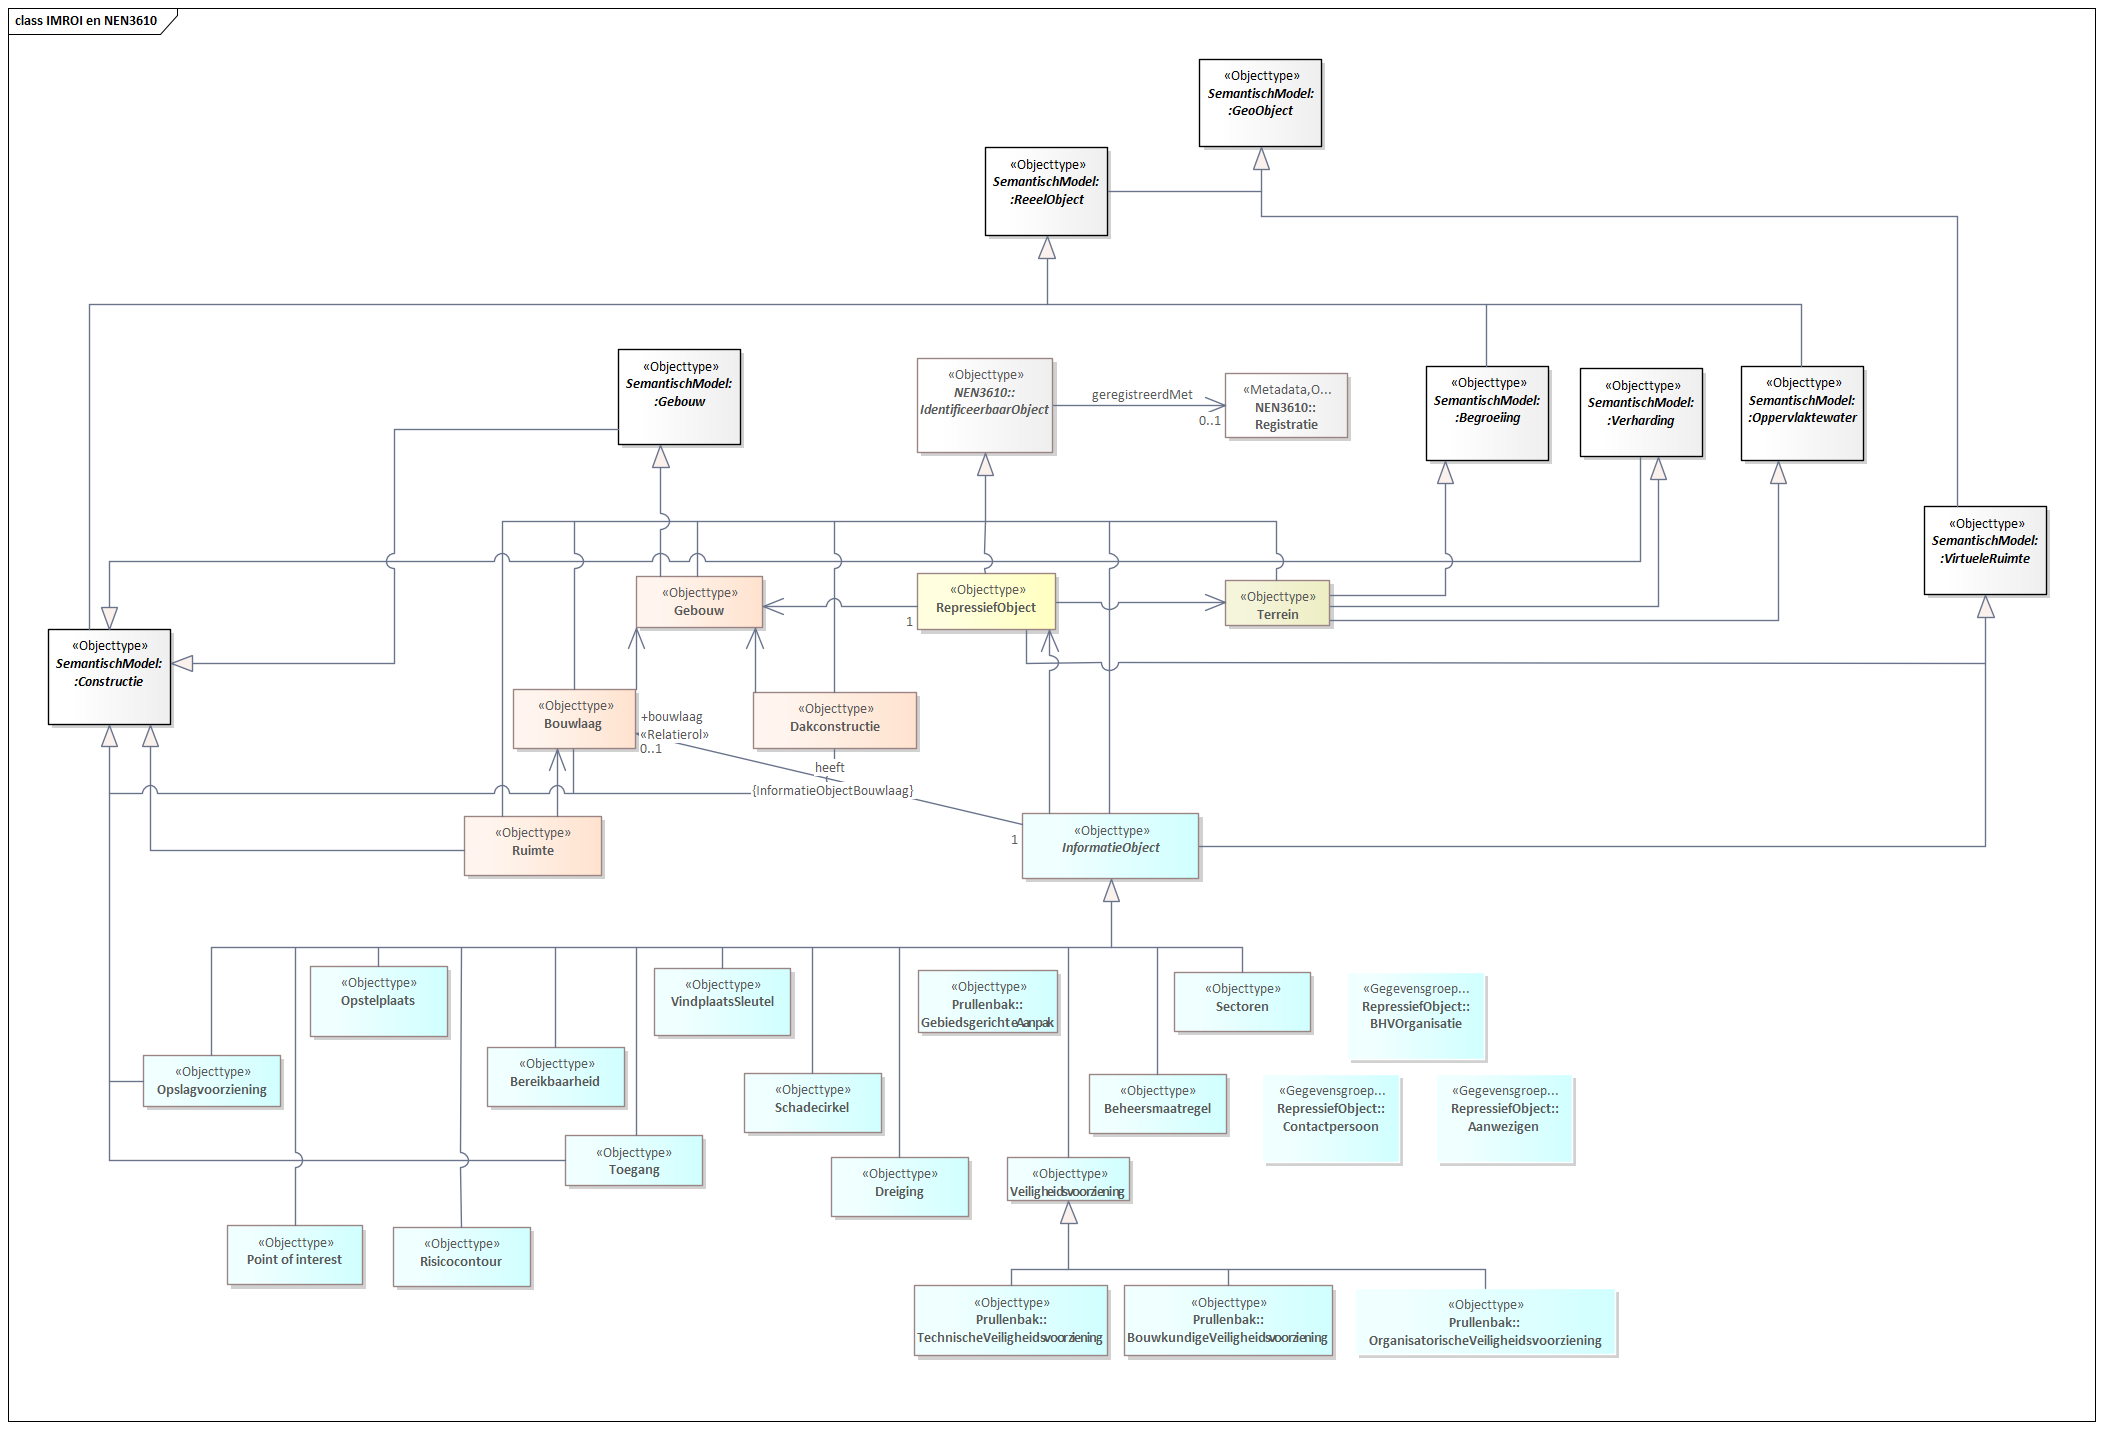 class IMROI en NEN3610
«Objecttype»
SemantischModel:
:GeoObject
«Objecttype»
SemantischModel:
:ReeelObject
«Objecttype»
SemantischModel:
:Gebouw
«Objecttype»
NEN3610::
IdentificeerbaarObject
geregistreerdMet
0..1
«Metadata,O...
NEN3610::
Registratie
«Objecttype»
SemantischModel:
:Begroeiing
«Objecttype»
SemantischModel:
:Verharding
«Objecttype»
SemantischModel:
:Oppervlaktewater
«Objecttype»
SemantischModel:
:VirtueleRuimte
«Objecttype»
Gebouw
«Objecttype»
RepressiefObject
1
«Objecttype»
Terrein
«Objecttype»
SemantischModel:
:Constructie
«Objecttype»
Bouwlaag
+bouwlaag
«Relatierol»
0..1
«Objecttype»
Dakconstructie
heeft
{InformatieObjectBouwlaag}
«Objecttype»
Ruimte
1
«Objecttype»
InformatieObject
«Objecttype»
Opstelplaats
«Objecttype»
VindplaatsSleutel
«Objecttype»
Prullenbak::
GebiedsgerichteAanpak
«Objecttype»
Sectoren
«Gegevensgroep...
RepressiefObject::
BHVOrganisatie
«Objecttype»
Opslagvoorziening
«Objecttype»
Bereikbaarheid
«Objecttype»
Schadecirkel
«Objecttype»
Beheersmaatregel
«Gegevensgroep...
RepressiefObject::
Contactpersoon
«Gegevensgroep...
RepressiefObject::
Aanwezigen
«Objecttype»
Toegang
«Objecttype»
Dreiging
«Objecttype»
Veiligheidsvoorziening
«Objecttype»
Point of interest
«Objecttype»
Risicocontour
«Objecttype»
Prullenbak::
TechnischeVeiligheidsvoorziening
«Objecttype»
Prullenbak::
BouwkundigeVeiligheidsvoorziening
«Objecttype»
Prullenbak::
OrganisatorischeVeiligheidsvoorziening